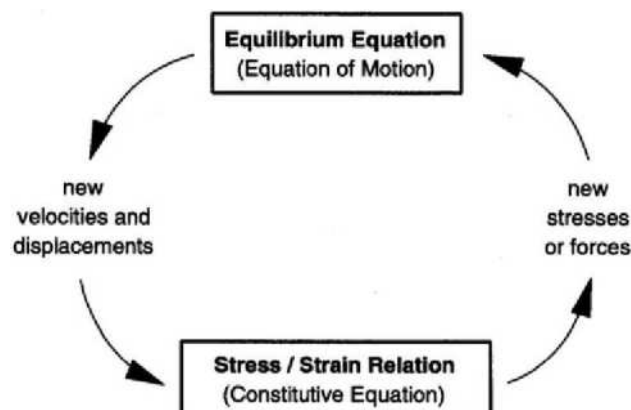 Equilibrium Equation
(Equation of Motion)
new
velocities and
displacements
new
stresses
or forces
Stress / Strain Relation
(Constitutive Equation)